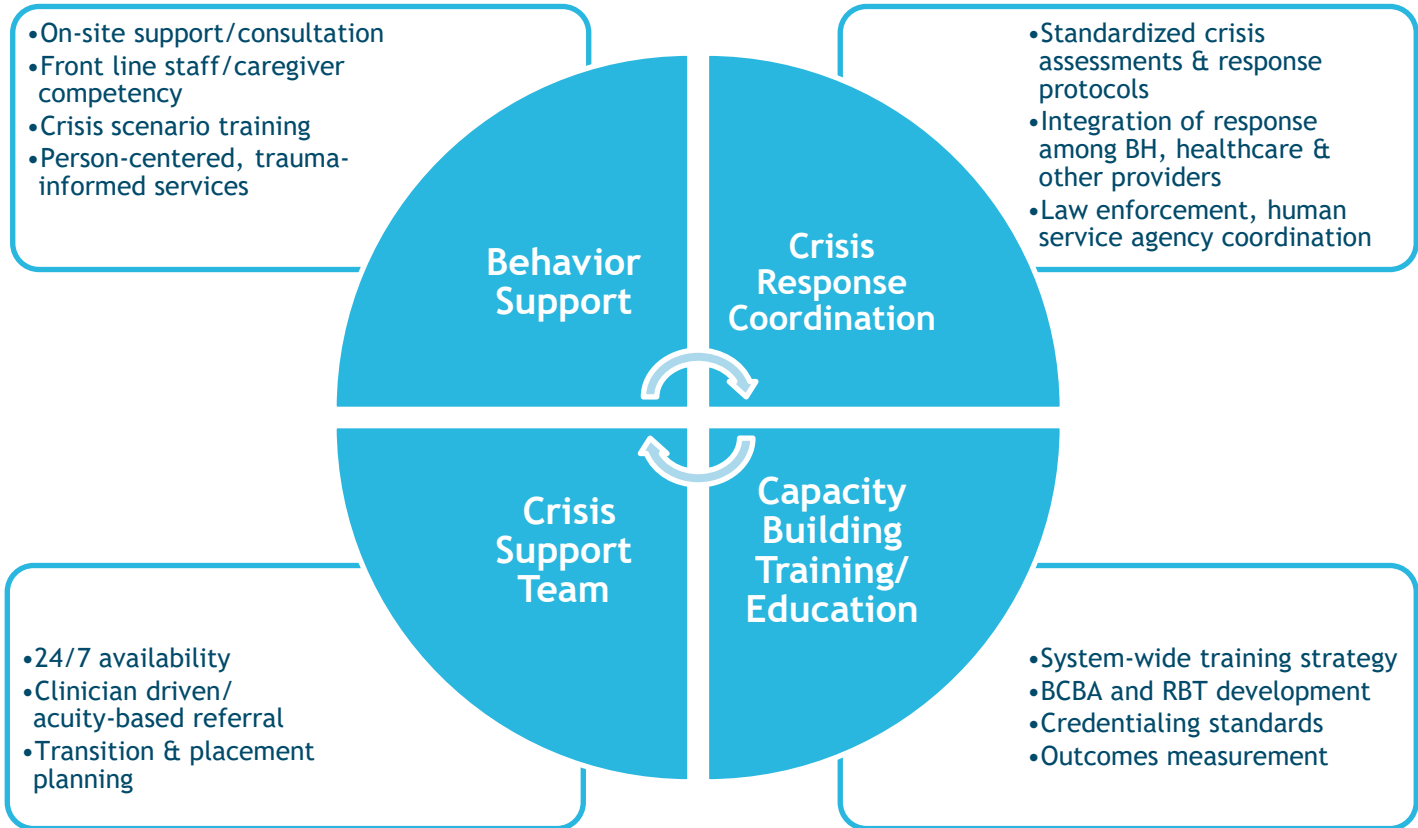 •On-site support/consultation
•Front line staff/caregiver
competency
•Crisis scenario training
•Person-centered, trauma-
informed services
•Standardized crisis
assessments & response
protocols
•Integration of response
among BH, healthcare &
other providers
•Law enforcement, human
service agency coordination
Behavior
Support
Crisis
Response
Coordination
Crisis
Support
Team
Capacity
Building
Training/
Education
•24/7 availability
•Clinician driven/
acuity-based referral
•Transition & placement
planning
•System-wide training strategy
•BCBA and RBT development
•Credentialing standards
•Outcomes measurement